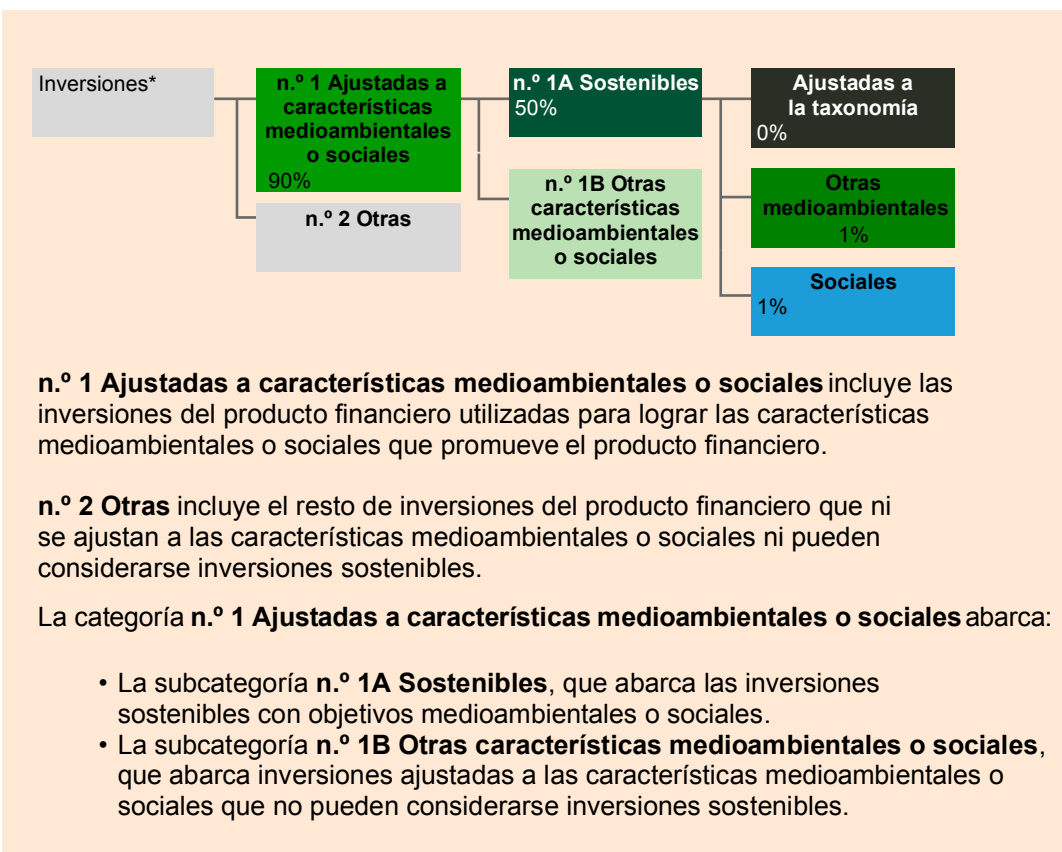 Inversiones*
n.º 1 Ajustadas a
características
medioambientales
o sociales
90%
n.º 2 Otras
n.º 1A Sostenibles
50%
n.º 1B Otras
características
medioambientales
o sociales
Ajustadas a
la taxonomía
0%
Otras
medioambientales
1%
Sociales
1%
n.º 1 Ajustadas a características medioambientales o sociales incluye las
inversiones del producto financiero utilizadas para lograr las características
medioambientales o sociales que promueve el producto financiero.
n.º 2 Otras incluye el resto de inversiones del producto financiero que ni
se ajustan a las características medioambientales o sociales ni pueden
considerarse inversiones sostenibles.
La categoría n.º 1 Ajustadas a características medioambientales o sociales abarca:
• La subcategoría n.º 1A Sostenibles, que abarca las inversiones
sostenibles con objetivos medioambientales o sociales.
• La subcategoría n.º 1B Otras características medioambientales o sociales,
que abarca inversiones ajustadas a las características medioambientales o
sociales que no pueden considerarse inversiones sostenibles.